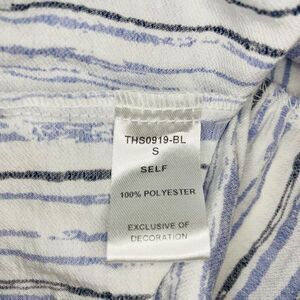 THS0919-BL
S
SELF
100% POLYESTER
EXCLUSIVE OF
DECORATION